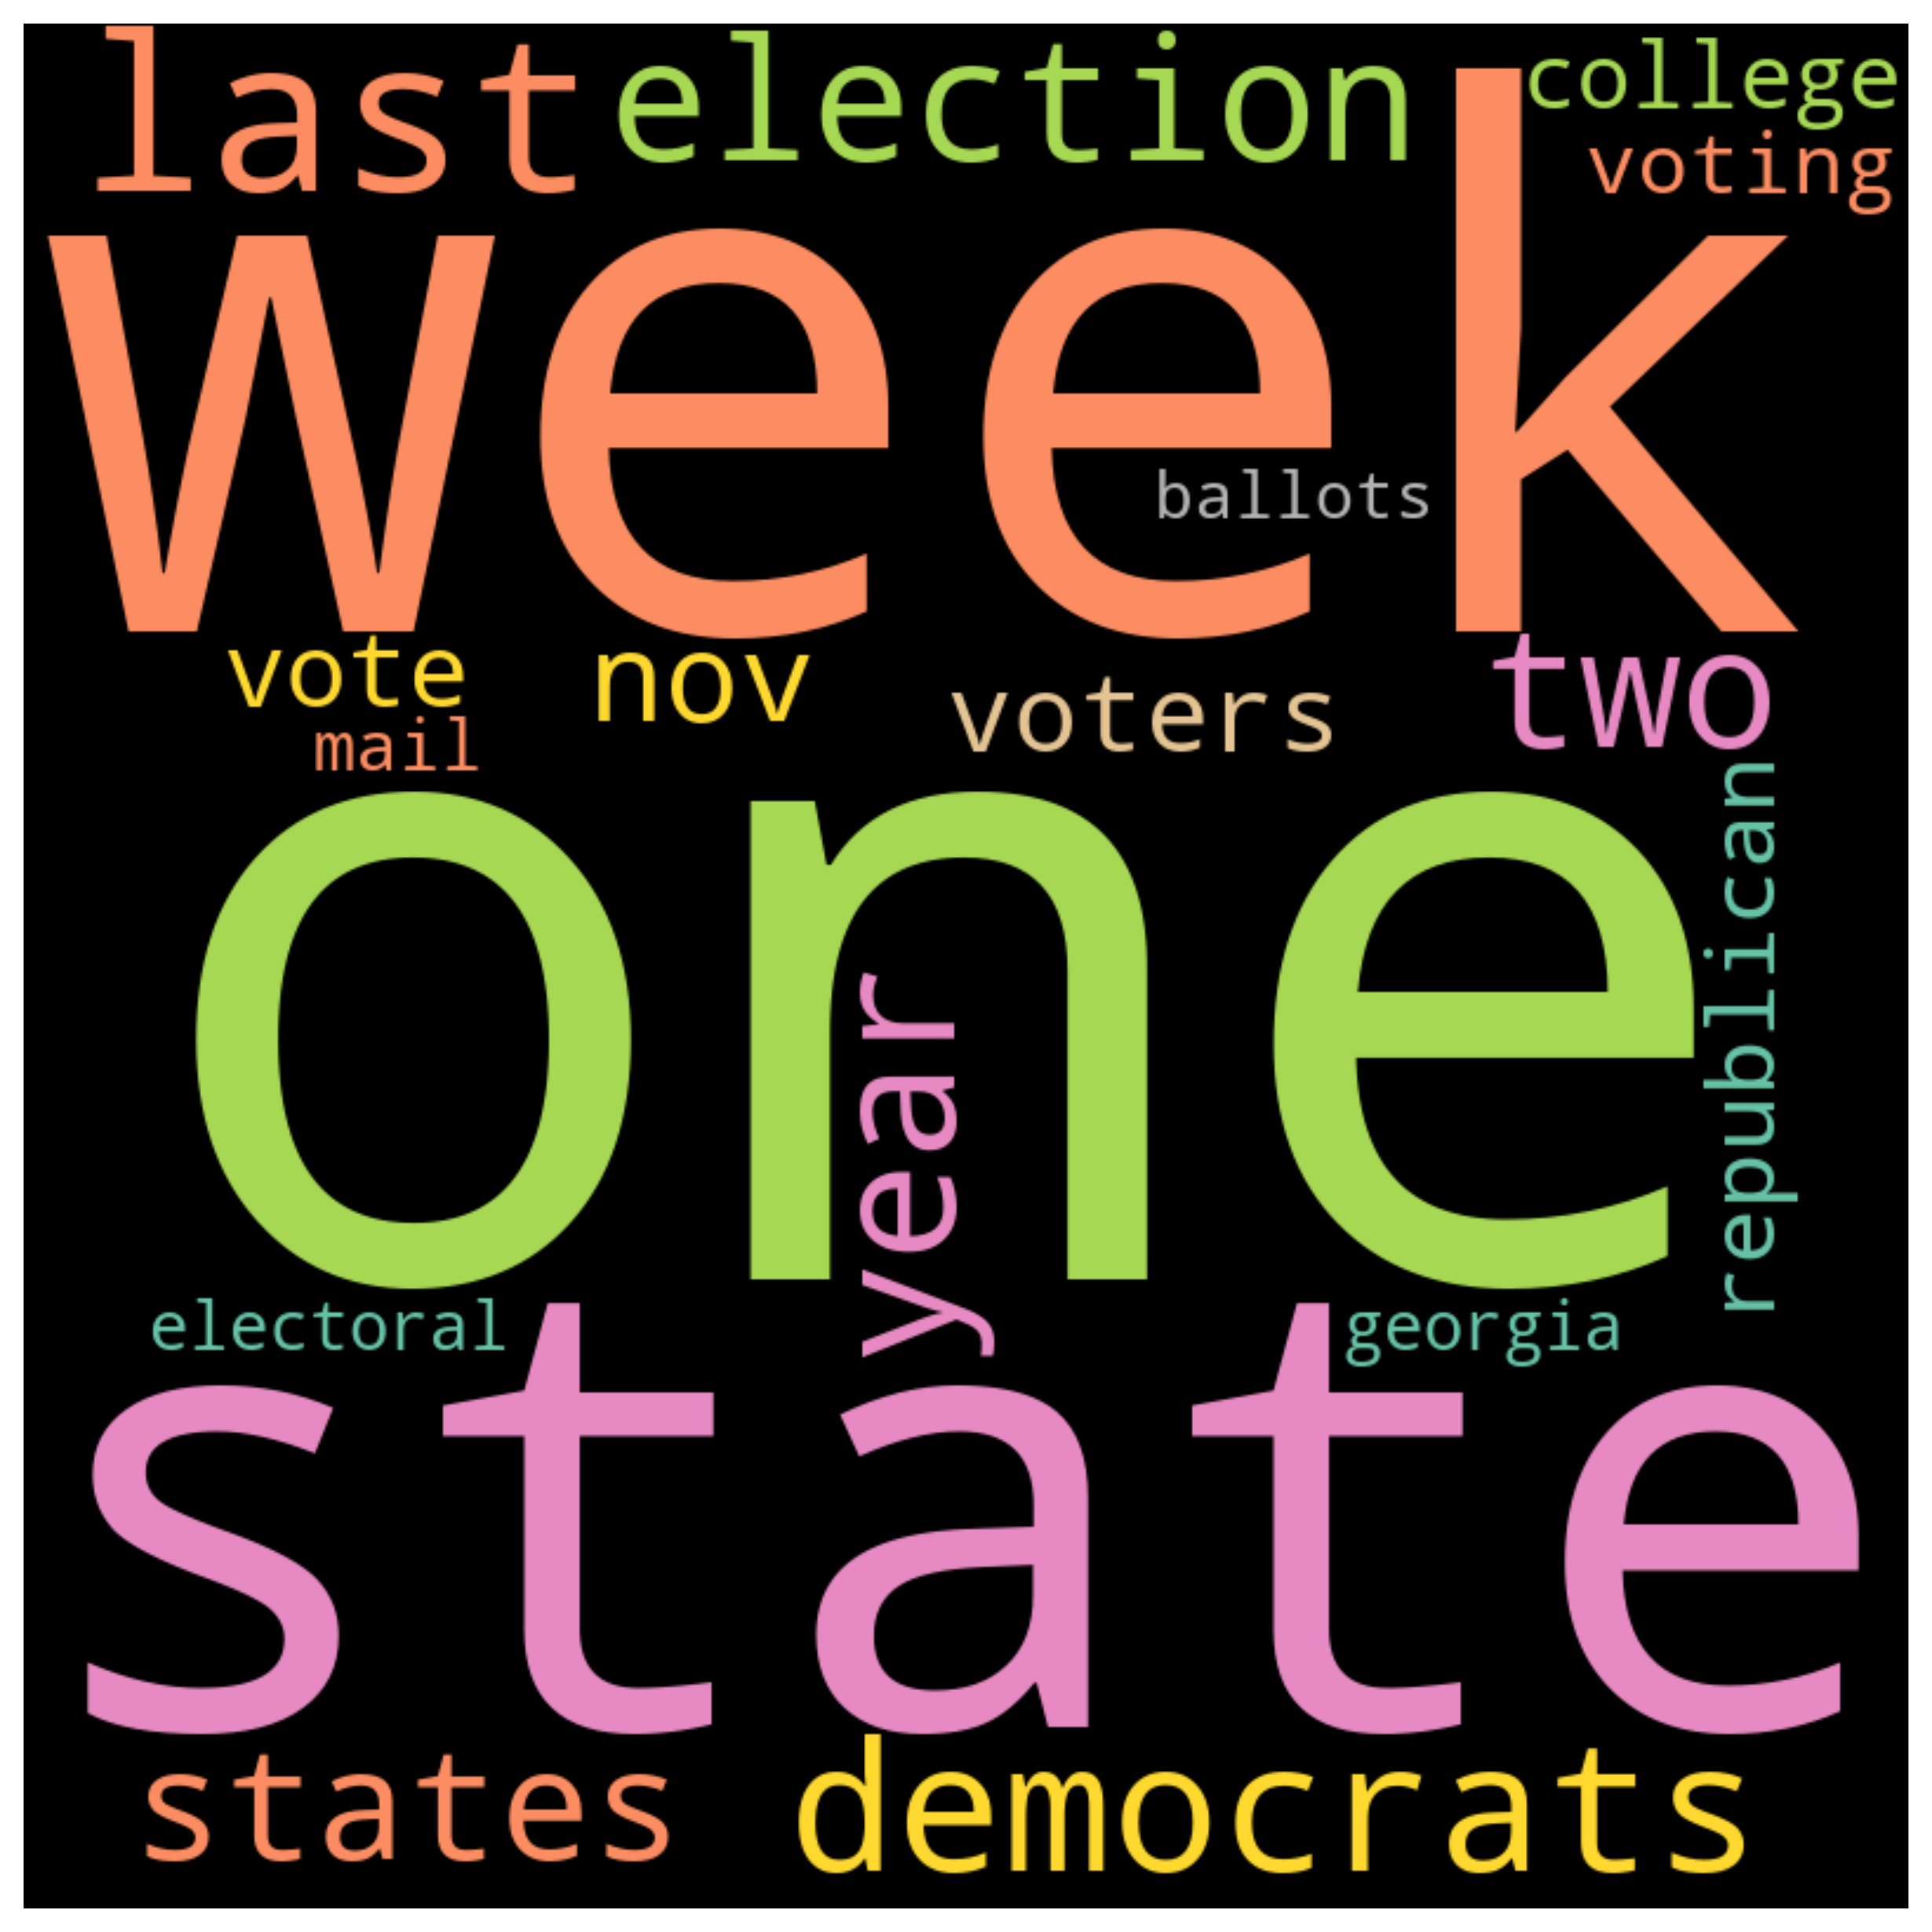 last election college
voting
week
ballots
vote nov voters two
mail
one
republican
year
electoral georgia
state
states democrats